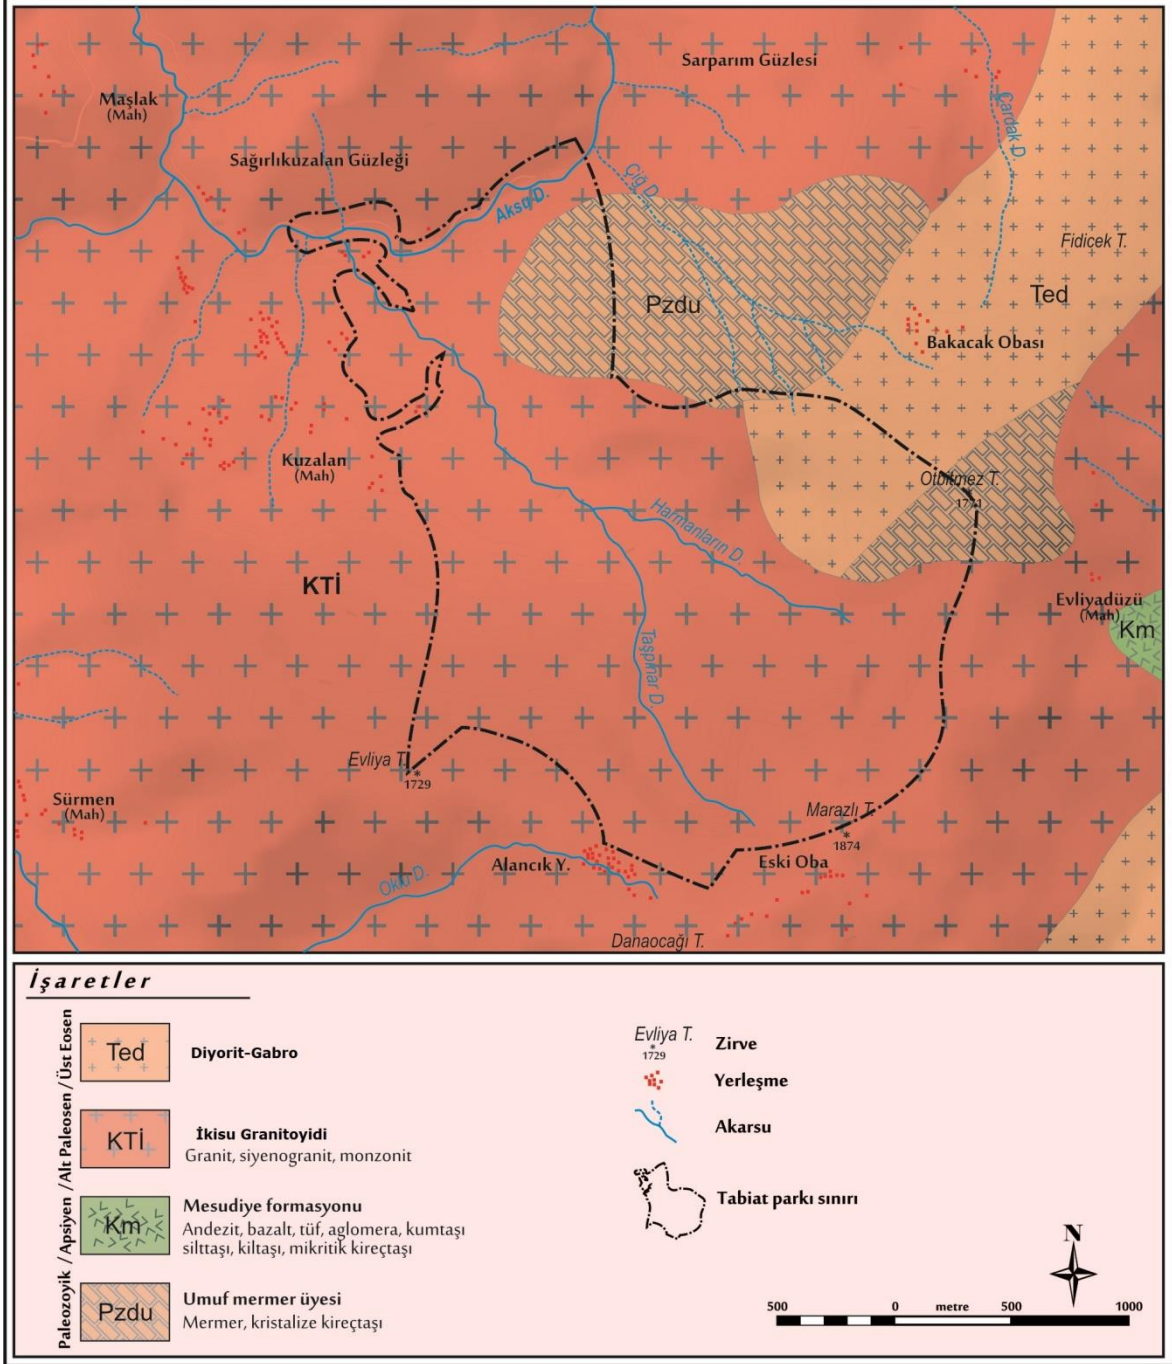 Sarparım Güzlesi
Maşlak
(Mah)
Çardak D.
Sağırlıkuzalan Güzleği
Çiğ D.
Aksu D.
Fidiçek T.
Pzdu
Ted
Bakacak Obası
Kuzalan
(Mah)
Otbitmez T.
1771
Harmanların D.
KTİ
Evliyadüzü
(Mah)
Km
Taşpınar D.
Evliya T.
1729
Sürmen
(Mah)
Marazlı T.
1874
Alancık Y.
Eski Oba
Oklu D.
Danaocağı T.
İşaretler
Paleozoyik / Apsiyen / Alt Paleosen / Üst Eosen
Ted
Diyorit-Gabro
KTİ
İkisu Granitoyidi
Granit, siyenogranit, monzonit
Km
Mesudiye formasyonu
Andezit, bazalt, tüf, aglomera, kumtaşı
silttaşı, kiltaşı, mikritik kireçtaşı
Pzdu
Umuf mermer üyesi
Mermer, kristalize kireçtaşı
Evliya T.
1729
Zirve
Yerleşme
Akarsu
Tabiat parkı sınırı
N
500 0 metre 500 1000